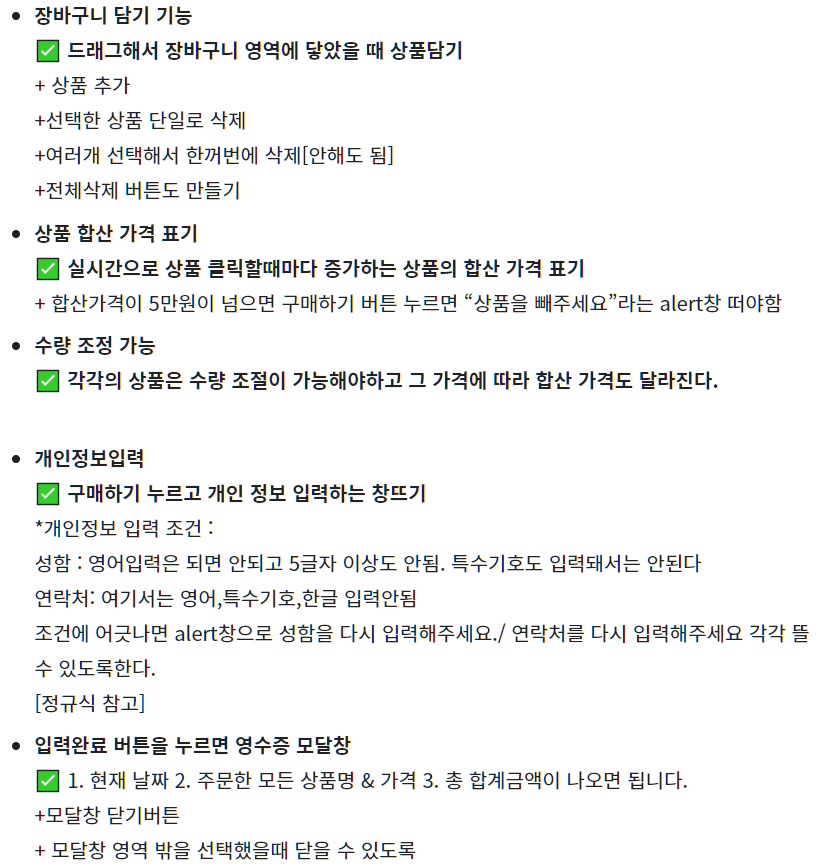 • 장바구니 담기 기능
✅ 드래그해서 장바구니 영역에 닿았을 때 상품담기
+ 상품 추가
+선택한 상품 단일로 삭제
+여러개 선택해서 한꺼번에 삭제[안해도 됨]
+전체삭제 버튼도 만들기
• 상품 합산 가격 표기
✅ 실시간으로 상품 클릭할때마다 증가하는 상품의 합산 가격 표기
+ 합산가격이 5만원이 넘으면 구매하기 버튼 누르면 “상품을 빼주세요”라는 alert창 떠야함
• 수량 조정 가능
✅ 각각의 상품은 수량 조절이 가능해야하고 그 가격에 따라 합산 가격도 달라진다.
• 개인정보입력
✅ 구매하기 누르고 개인 정보 입력하는 창뜨기
*개인정보 입력 조건 :
성함 : 영어입력은 되면 안되고 5글자 이상도 안됨. 특수기호도 입력돼서는 안된다
연락처: 여기서는 영어,특수기호,한글 입력안됨
조건에 어긋나면 alert창으로 성함을 다시 입력해주세요./ 연락처를 다시 입력해주세요 각각 뜰
수 있도록한다.
[정규식 참고]
• 입력완료 버튼을 누르면 영수증 모달창
✅ 1. 현재 날짜 2. 주문한 모든 상품명 & 가격 3. 총 합계금액이 나오면 됩니다.
+모달창 닫기버튼
+ 모달창 영역 밖을 선택했을때 닫을 수 있도록